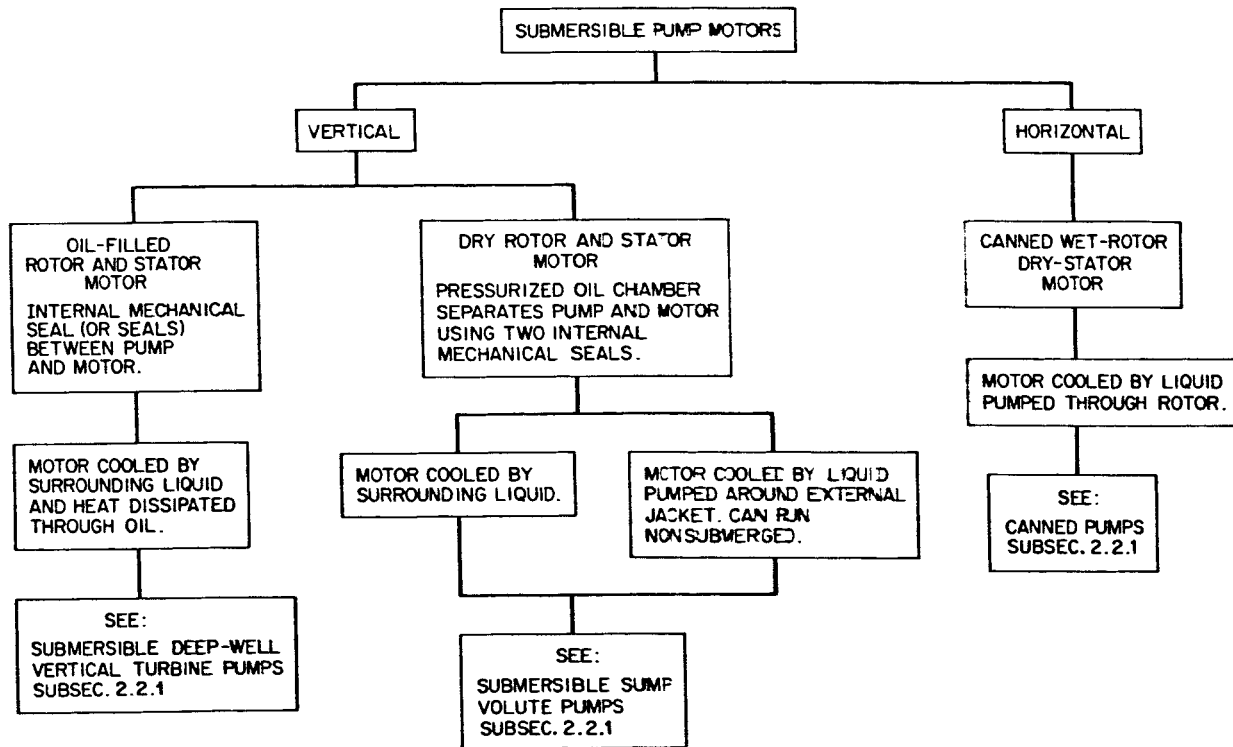 SUBMERSIBLE PUMP MOTORS
VERTICAL
HORIZONTAL
OIL-FILLED
ROTOR AND STATOR
MOTOR
INTERNAL MECHANICAL
SEAL (OR SEALS)
BETWEEN PUMP
AND MOTOR.
DRY ROTOR AND STATOR
MOTOR
PRESSURIZED OIL CHAMBER
SEPARATES PUMP AND MOTOR
USING TWO INTERNAL
MECHANICAL SEALS.
CANNED WET-ROTOR
DRY-STATOR
MOTOR
MOTOR COOLED BY
SURROUNDING LIQUID
AND HEAT DISSIPATED
THROUGH OIL.
MOTOR COOLED BY
SURROUNDING LIQUID.
MOTOR COOLED BY LIQUID
PUMPED AROUND EXTERNAL
JACKET. CAN RUN
NONSUBMERGED.
MOTOR COOLED BY LIQUID
PUMPED THROUGH ROTOR.
SEE:
SUBMERSIBLE DEEP-WELL
VERTICAL TURBINE PUMPS
SUBSEC. 2.2.1
SEE:
SUBMERSIBLE SUMP
VOLUTE PUMPS
SUBSEC. 2.2.1
SEE:
CANNED PUMPS
SUBSEC. 2.2.1